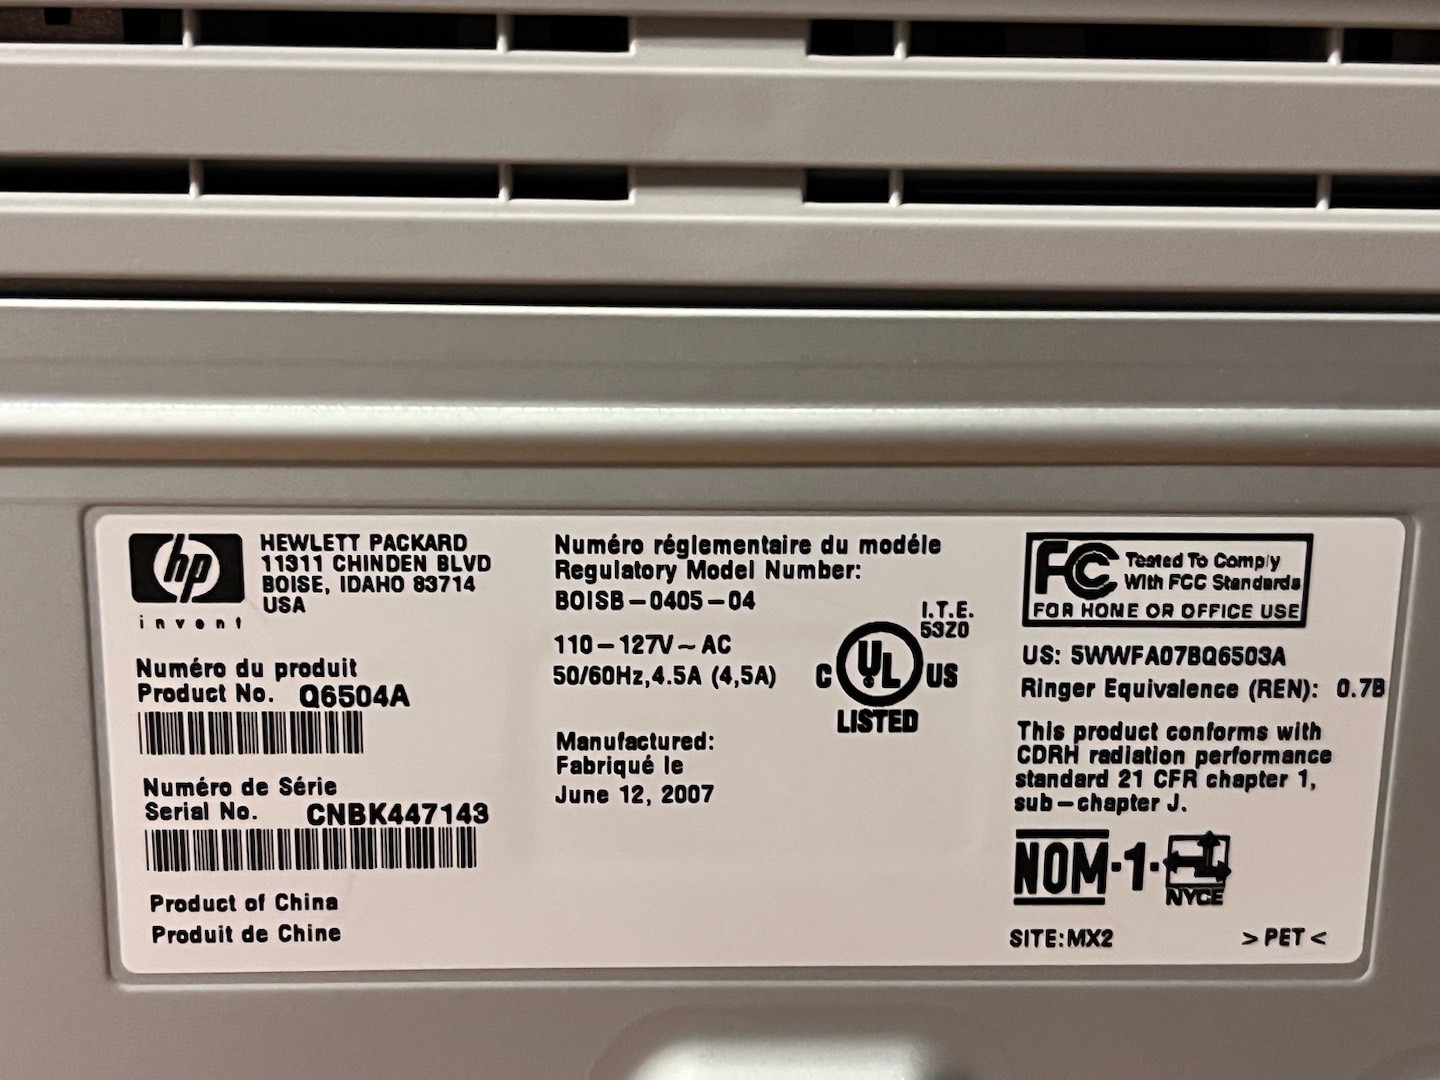 hp
invent
HEWLETT PACKARD
11311 CHINDEN BLVD
BOISE, IDAHO 83714
USA
Numéro du produit
Product No. Q6504A
Numéro de Série
Serial No. CNBK447143
Product of China
Produit de Chine
Numéro réglementaire du modéle
Regulatory Model Number:
BOISB-0405-04
110-127V~AC
50/60Hz,4.5A (4,5A)
Manufactured:
Fabriqué le
June 12, 2007
I.T.E.
53Z0
C UL US
LISTED
FC Tested To Comply
With FCC Standards
FOR HOME OR OFFICE USE
US: 5WWFA07BQ6503A
Ringer Equivalence (REN): 0.7B
This product conforms with
CDRH radiation performance
standard 21 CFR chapter 1,
sub-chapter J.
NOM-1-
NYCE
SITE:MX2 >PET<